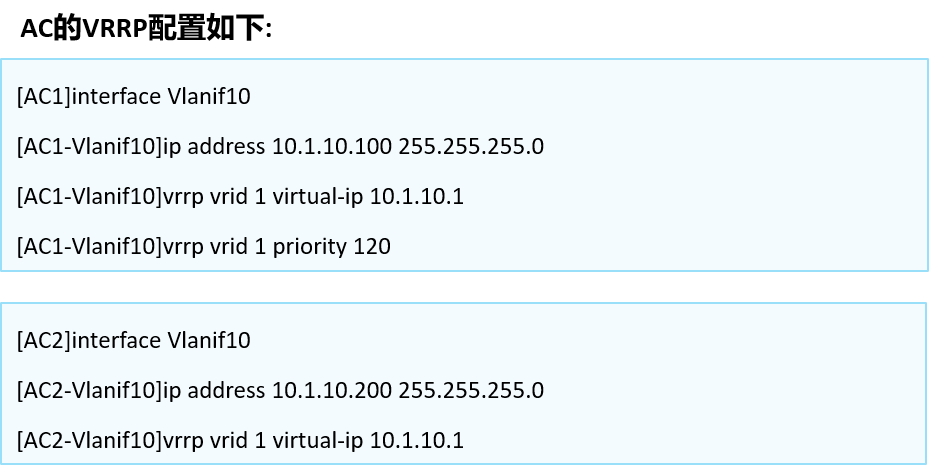 AC的VRRP配置如下:
[AC1]interface Vlanif10
[AC1-Vlanif10]ip address 10.1.10.100 255.255.255.0
[AC1-Vlanif10]vrrp vrid 1 virtual-ip 10.1.10.1
[AC1-Vlanif10]vrrp vrid 1 priority 120
[AC2]interface Vlanif10
[AC2-Vlanif10]ip address 10.1.10.200 255.255.255.0
[AC2-Vlanif10]vrrp vrid 1 virtual-ip 10.1.10.1